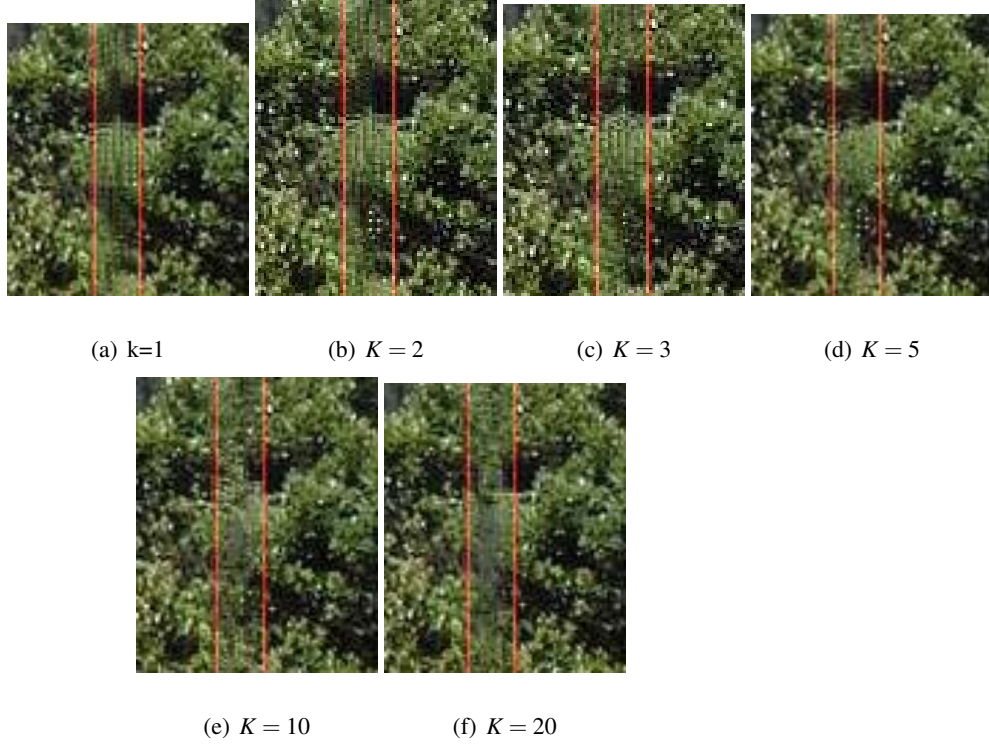 (a) k=1
(b) K = 2
(c) K = 3
(d) K = 5
(e) K = 10
(f) K = 20